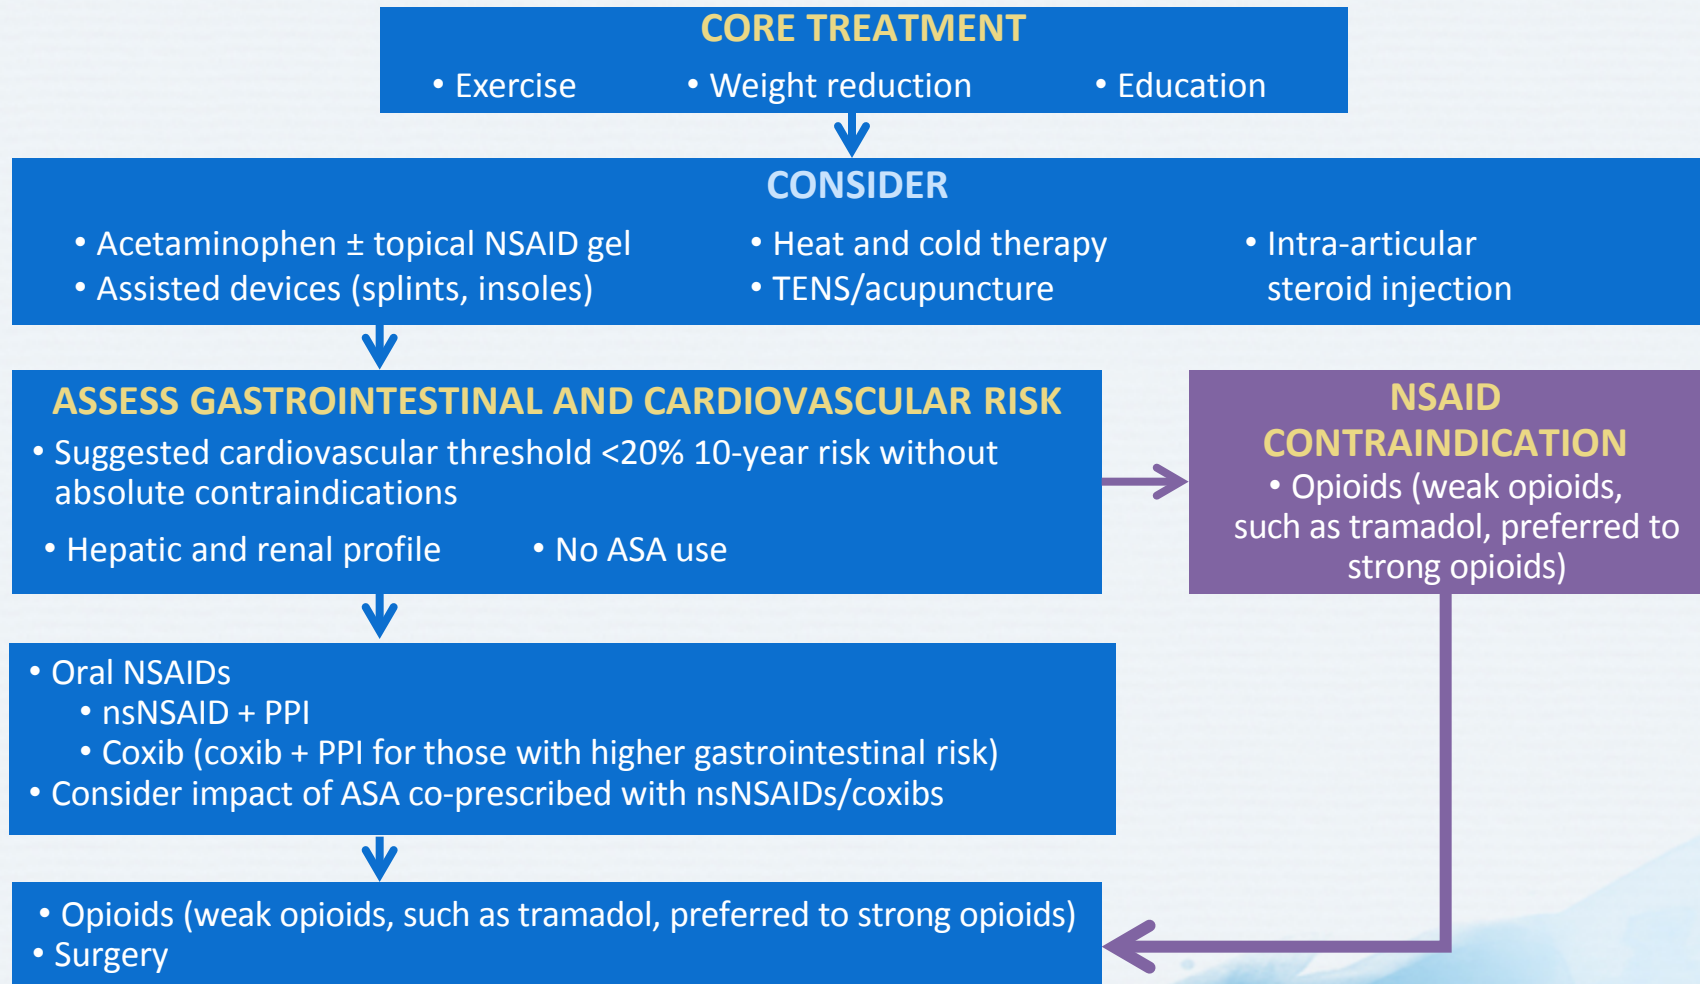 CORE TREATMENT
• Exercise • Weight reduction • Education
CONSIDER
• Acetaminophen ± topical NSAID gel
• Assisted devices (splints, insoles)
• Heat and cold therapy
• TENS/acupuncture
• Intra-articular
steroid injection
ASSESS GASTROINTESTINAL AND CARDIOVASCULAR RISK
• Suggested cardiovascular threshold <20% 10-year risk without
absolute contraindications
• Hepatic and renal profile • No ASA use
NSAID
CONTRAINDICATION
• Opioids (weak opioids,
such as tramadol, preferred to
strong opioids)
• Oral NSAIDs
• nsNSAID + PPI
• Coxib (coxib + PPI for those with higher gastrointestinal risk)
• Consider impact of ASA co-prescribed with nsNSAIDs/coxibs
• Opioids (weak opioids, such as tramadol, preferred to strong opioids)
• Surgery